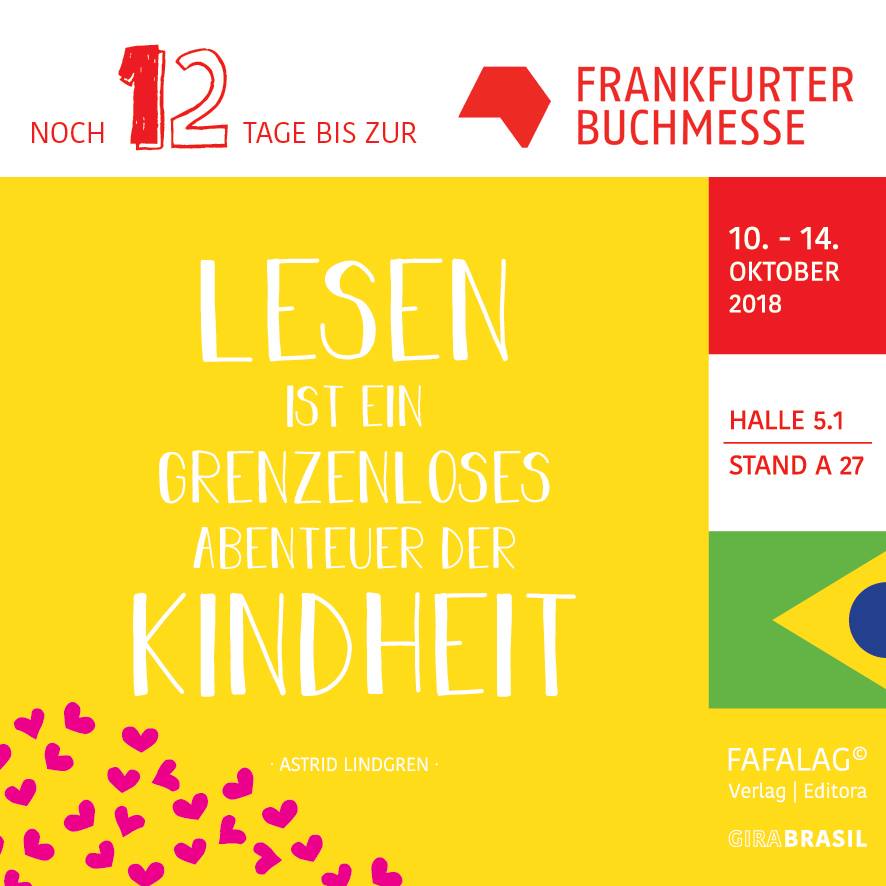 NOCH 12 TAGE BIS ZUR
FRANKFURTER
BUCHMESSE
LESEN
IST EIN
GRENZENLOSES
ABENTEUER DER
KINDHEIT
· ASTRID LINDGREN ·
10. - 14.
OKTOBER
2018
HALLE 5.1
STAND A 27
FAFALAG©
Verlag | Editora
GIRABRASIL